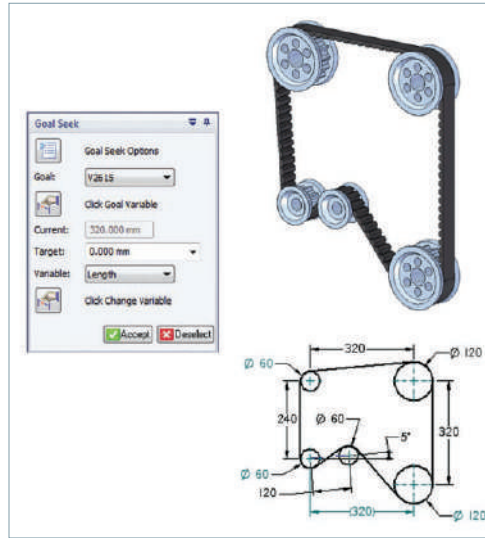 Goal Seek
Goal Seek Options
Goal: V2615
Click Goal Variable
Current: 320.000 mm
Target: 0.000 mm
Variable: Length
Click Change Variable
Accept Deselect
320
Ø 60
Ø 120
240
Ø 60
320
5°
Ø 60
120
(320)
Ø 120